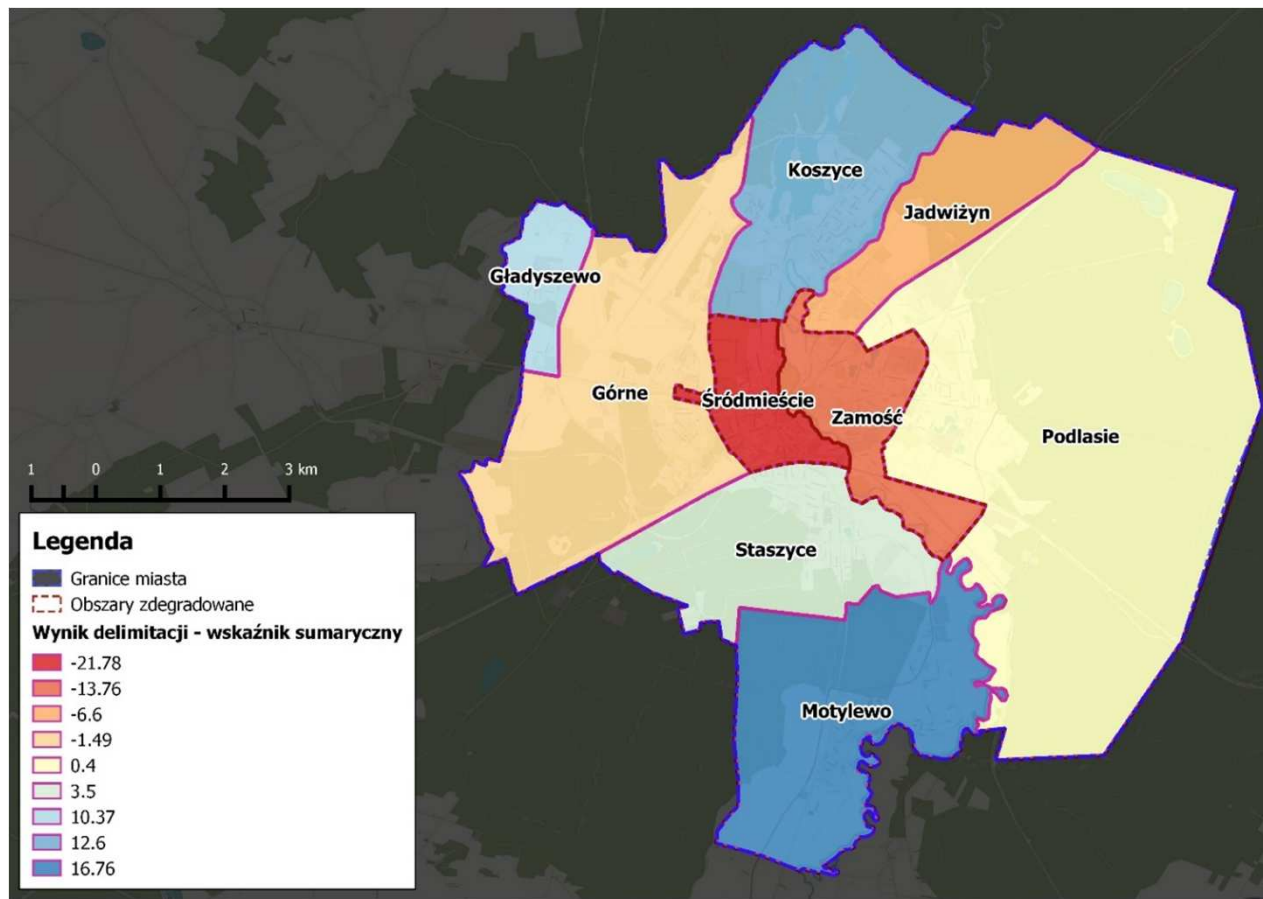 Koszyce
Jadwiżyn
Gładyszewo
Górne
Śródmieście
Zamość
Podlasie
1 0 1 2 3 km
Staszyce
Motylewo
Legenda
Granice miasta
Obszary zdegradowane
Wynik delimitacji - wskaźnik sumaryczny
-21.78
-13.76
-6.6
-1.49
0.4
3.5
10.37
12.6
16.76